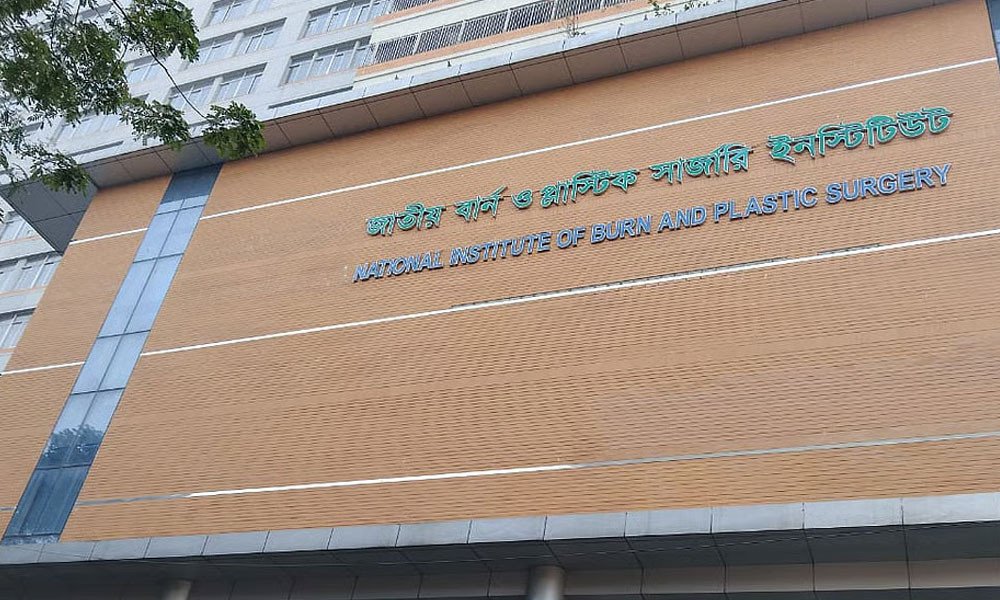 জাতীয় বার্ন ও প্লাস্টিক সার্জারি ইনস্টিটিউট
NATIONAL INSTITUTE OF BURN AND PLASTIC SURGERY